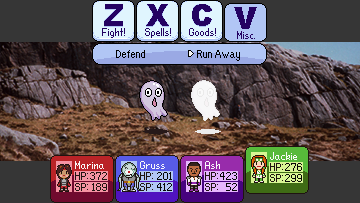 Z X C V
Fight! Spells! Goods! Misc.
Defend Run Away
Marina Gruss Ash Jackie
HP:372 HP:201 HP:423 HP:276
SP:189 SP:412 SP: 52 SP:299